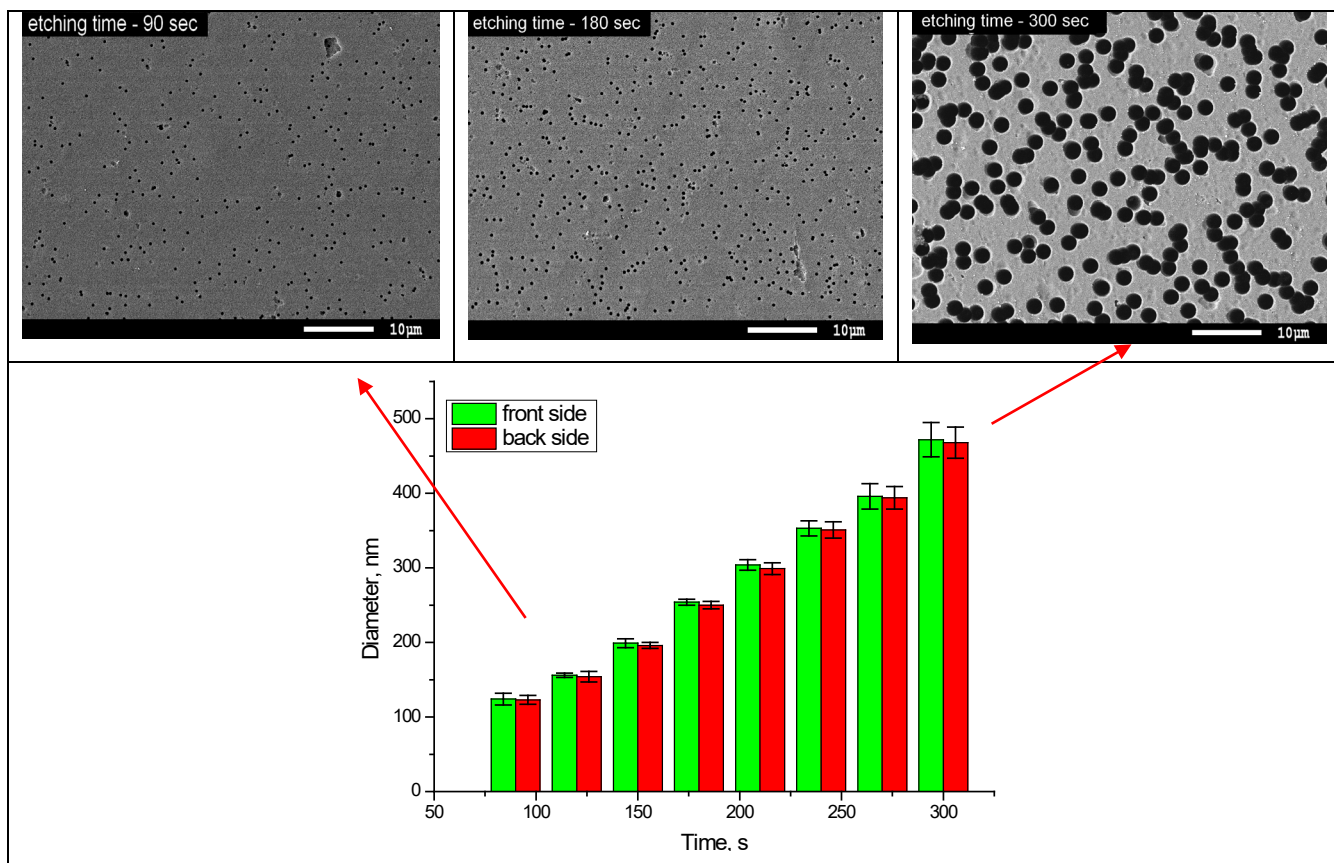 etching time - 90 sec
etching time - 180 sec
etching time - 300 sec
10µm
10µm
10µm
front side
back side
500
400
300
200
100
0
Diameter, nm
50
100
150
200
250
300
Time, s